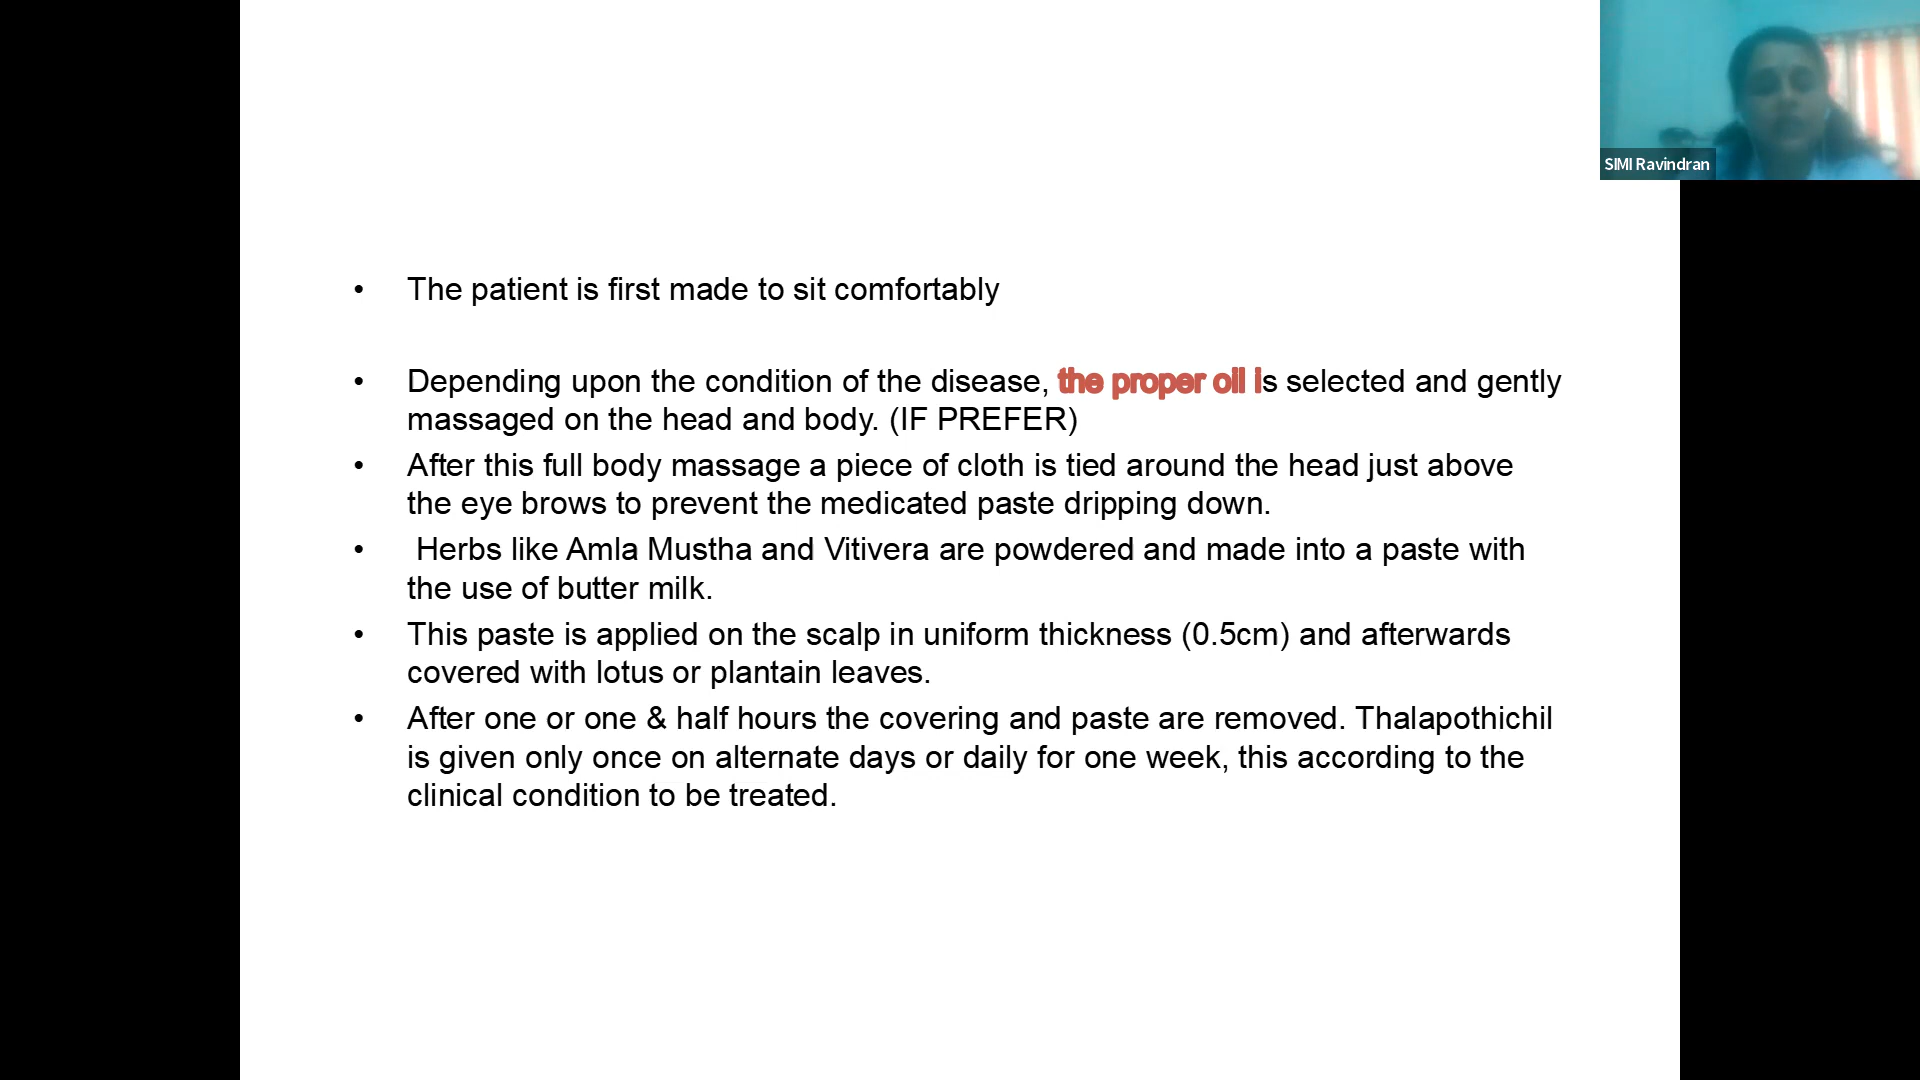 SIMI Ravindran
• The patient is first made to sit comfortably
• Depending upon the condition of the disease, the proper oil is selected and gently
massaged on the head and body. (IF PREFER)
• After this full body massage a piece of cloth is tied around the head just above
the eye brows to prevent the medicated paste dripping down.
• Herbs like Amla Mustha and Vitivera are powdered and made into a paste with
the use of butter milk.
• This paste is applied on the scalp in uniform thickness (0.5cm) and afterwards
covered with lotus or plantain leaves.
• After one or one & half hours the covering and paste are removed. Thalapothichil
is given only once on alternate days or daily for one week, this according to the
clinical condition to be treated.